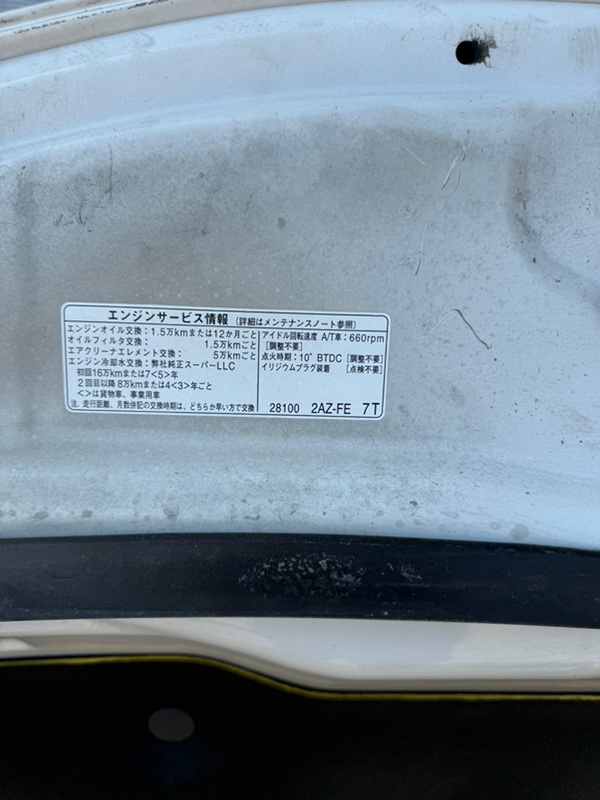 エンジンサービス情報 (詳細はメンテナンスノート参照)
エンジンオイル交換:1.5万kmまたは12か月ごと
オイルフィルタ交換: 1.5万kmごと
エアクリーナエレメント交換: 5万kmごと
エンジン冷却水交換:弊社純正スーパーLLC
初回16万kmまたは7<5>年
2回目以降8万kmまたは4<3>年ごと
<>は貨物車、事業用車
注.走行距離、月数併記の交換時期は、どちらか早い方で交換
アイドル回転速度 A/T車:660rpm
[調整不要]
点火時期:10° BTDC [調整不要]
イリジウムプラグ装着 [点検不要]
28100 2AZ-FE 7T